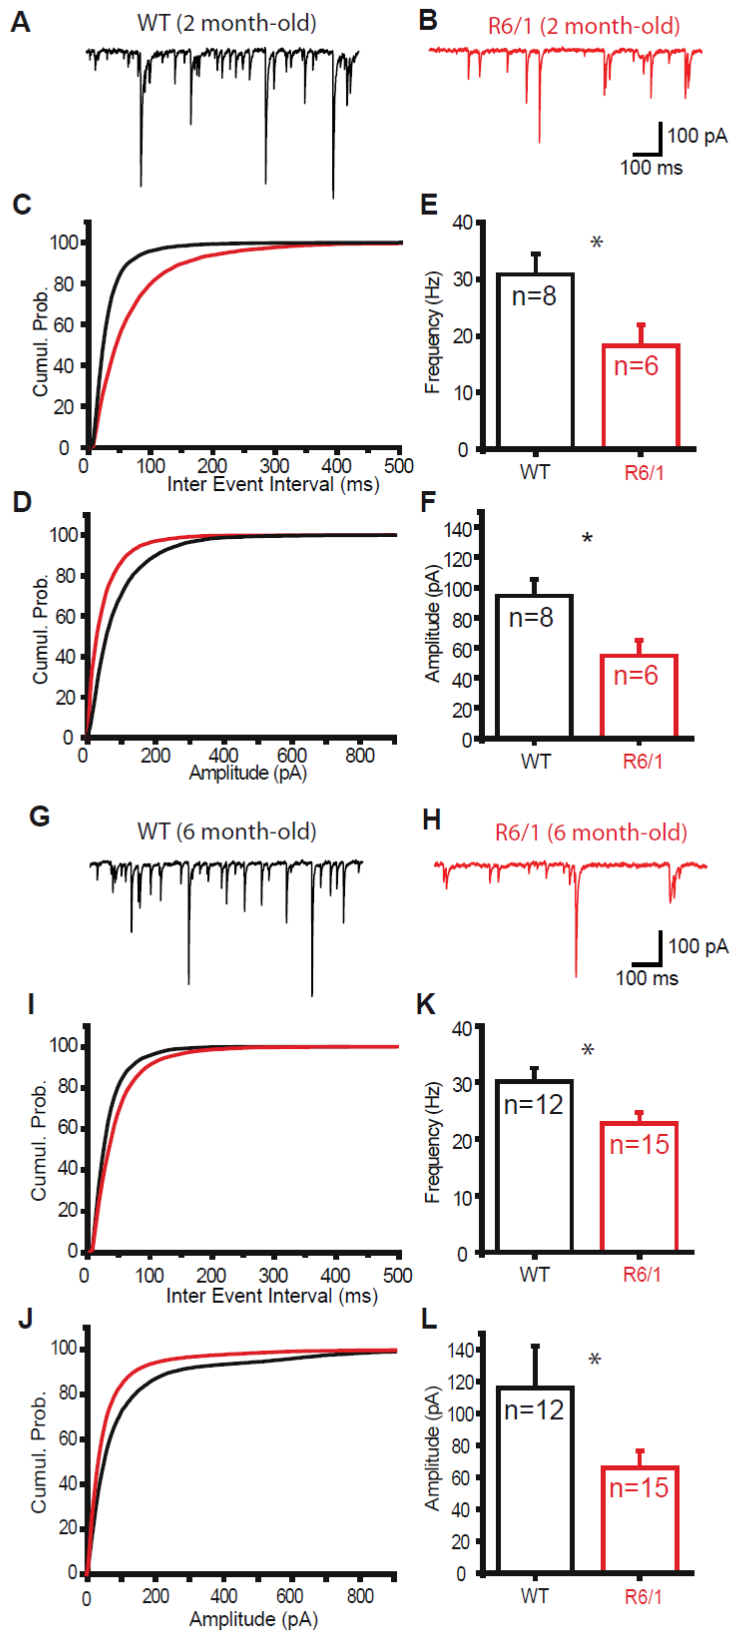 A
WT (2 month-old)
B
R6/1 (2 month-old)
100 pA
100 ms
C
100
80
60
40
20
0
Cumul. Prob.
0 100 200 300 400 500
Inter Event Interval (ms)
E
40
30
20
10
0
Frequency (Hz)
*
n=8
n=6
WT R6/1
D
100
80
60
40
20
0
Cumul. Prob.
0 200 400 600 800
Amplitude (pA)
F
140
120
100
80
60
40
20
0
Amplitude (pA)
*
n=8
n=6
WT R6/1
G
WT (6 month-old)
H
R6/1 (6 month-old)
100 pA
100 ms
I
100
80
60
40
20
0
Cumul. Prob.
0 100 200 300 400 500
Inter Event Interval (ms)
K
40
30
20
10
0
Frequency (Hz)
*
n=12
n=15
WT R6/1
J
100
80
60
40
20
0
Cumul. Prob.
0 200 400 600 800
Amplitude (pA)
L
140
120
100
80
60
40
20
0
Amplitude (pA)
*
n=12
n=15
WT R6/1